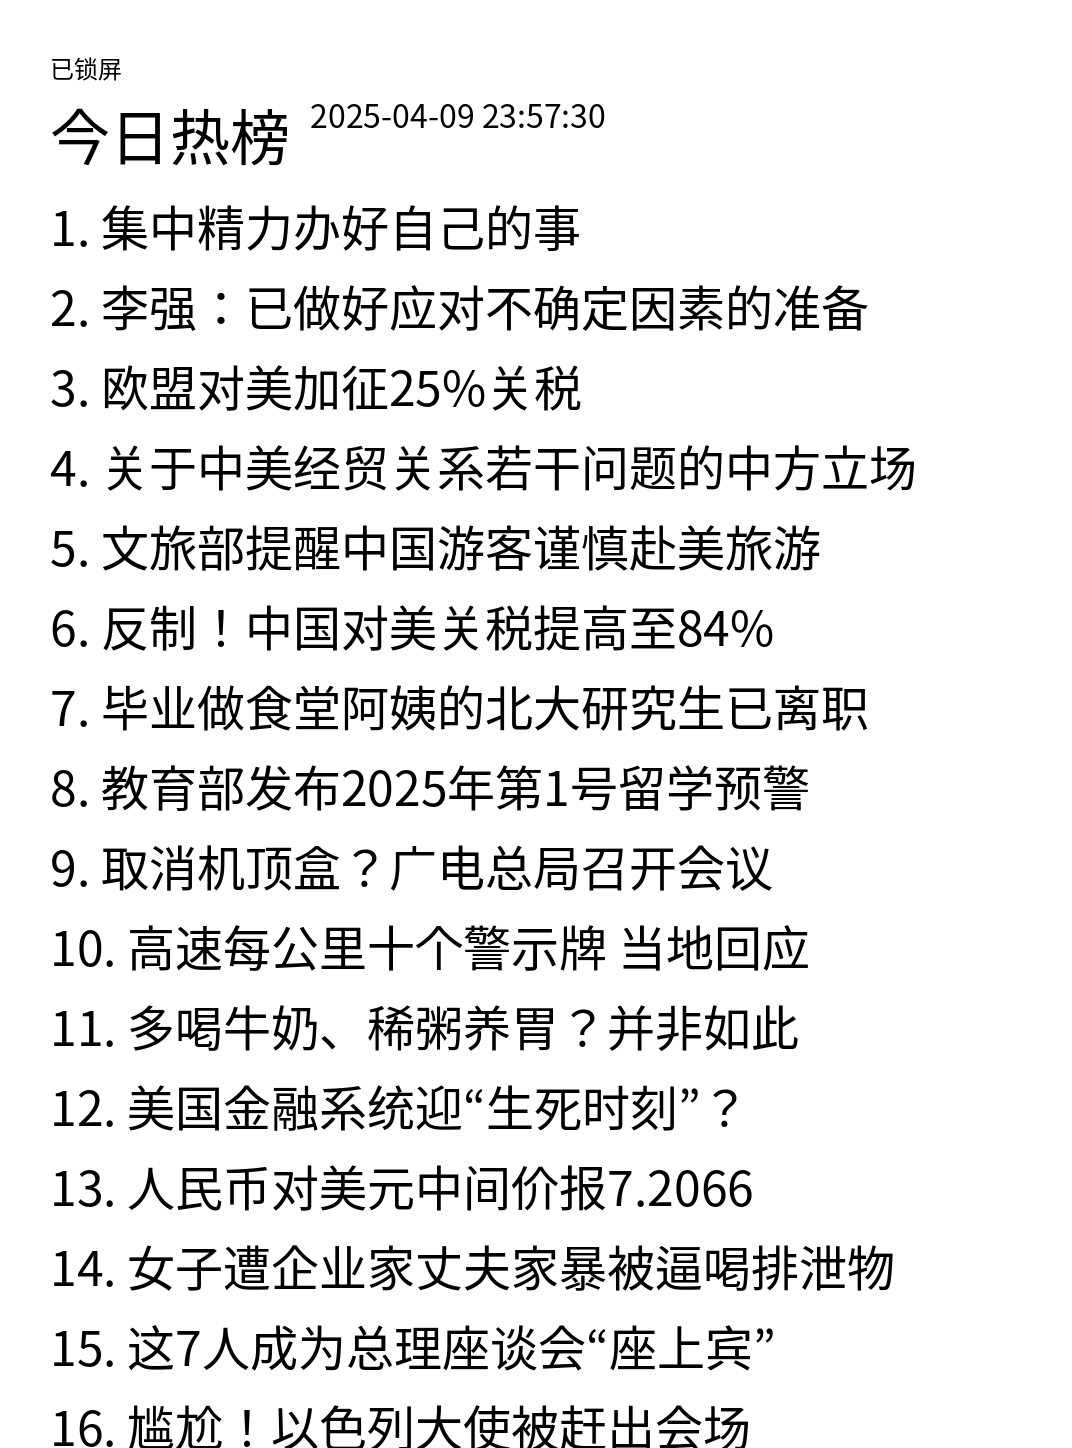 已锁屏
今日热榜 2025-04-09 23:57:30
1. 集中精力办好自己的事
2. 李强：已做好应对不确定因素的准备
3. 欧盟对美加征25%关税
4. 关于中美经贸关系若干问题的中方立场
5. 文旅部提醒中国游客谨慎赴美旅游
6. 反制！中国对美关税提高至84%
7. 毕业做食堂阿姨的北大研究生已离职
8. 教育部发布2025年第1号留学预警
9. 取消机顶盒？广电总局召开会议
10. 高速每公里十个警示牌 当地回应
11. 多喝牛奶、稀粥养胃？并非如此
12. 美国金融系统迎“生死时刻”？
13. 人民币对美元中间价报7.2066
14. 女子遭企业家丈夫家暴被逼喝排泄物
15. 这7人成为总理座谈会“座上宾”
16. 尴尬！以色列大使被赶出会场